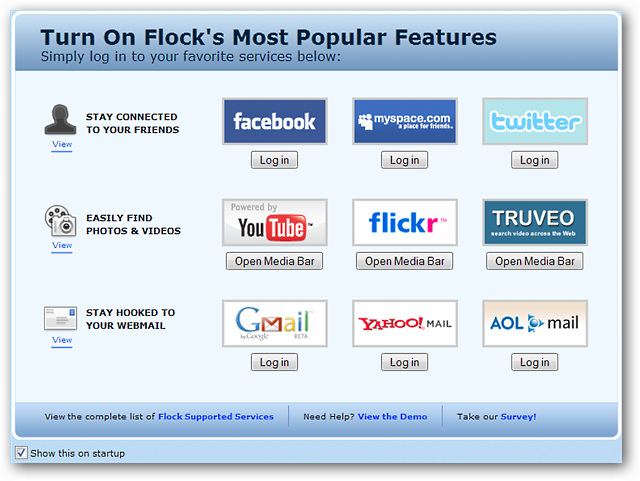 Turn On Flock's Most Popular Features
Simply log in to your favorite services below:
STAY CONNECTED
TO YOUR FRIENDS
View
facebook
Log in
myspace.com
a place for friends.
Log in
twitter
Log in
EASILY FIND
PHOTOS & VIDEOS
View
Powered by
YouTube™
Open Media Bar
flickr™
Open Media Bar
TRUVEO
search video across the Web
Open Media Bar
STAY HOOKED TO
YOUR WEBMAIL
View
Gmail
by Google BETA
Log in
YAHOO! MAIL
Log in
AOL mail
Log in
View the complete list of Flock Supported Services
Need Help? View the Demo
Take our Survey!
Show this on startup